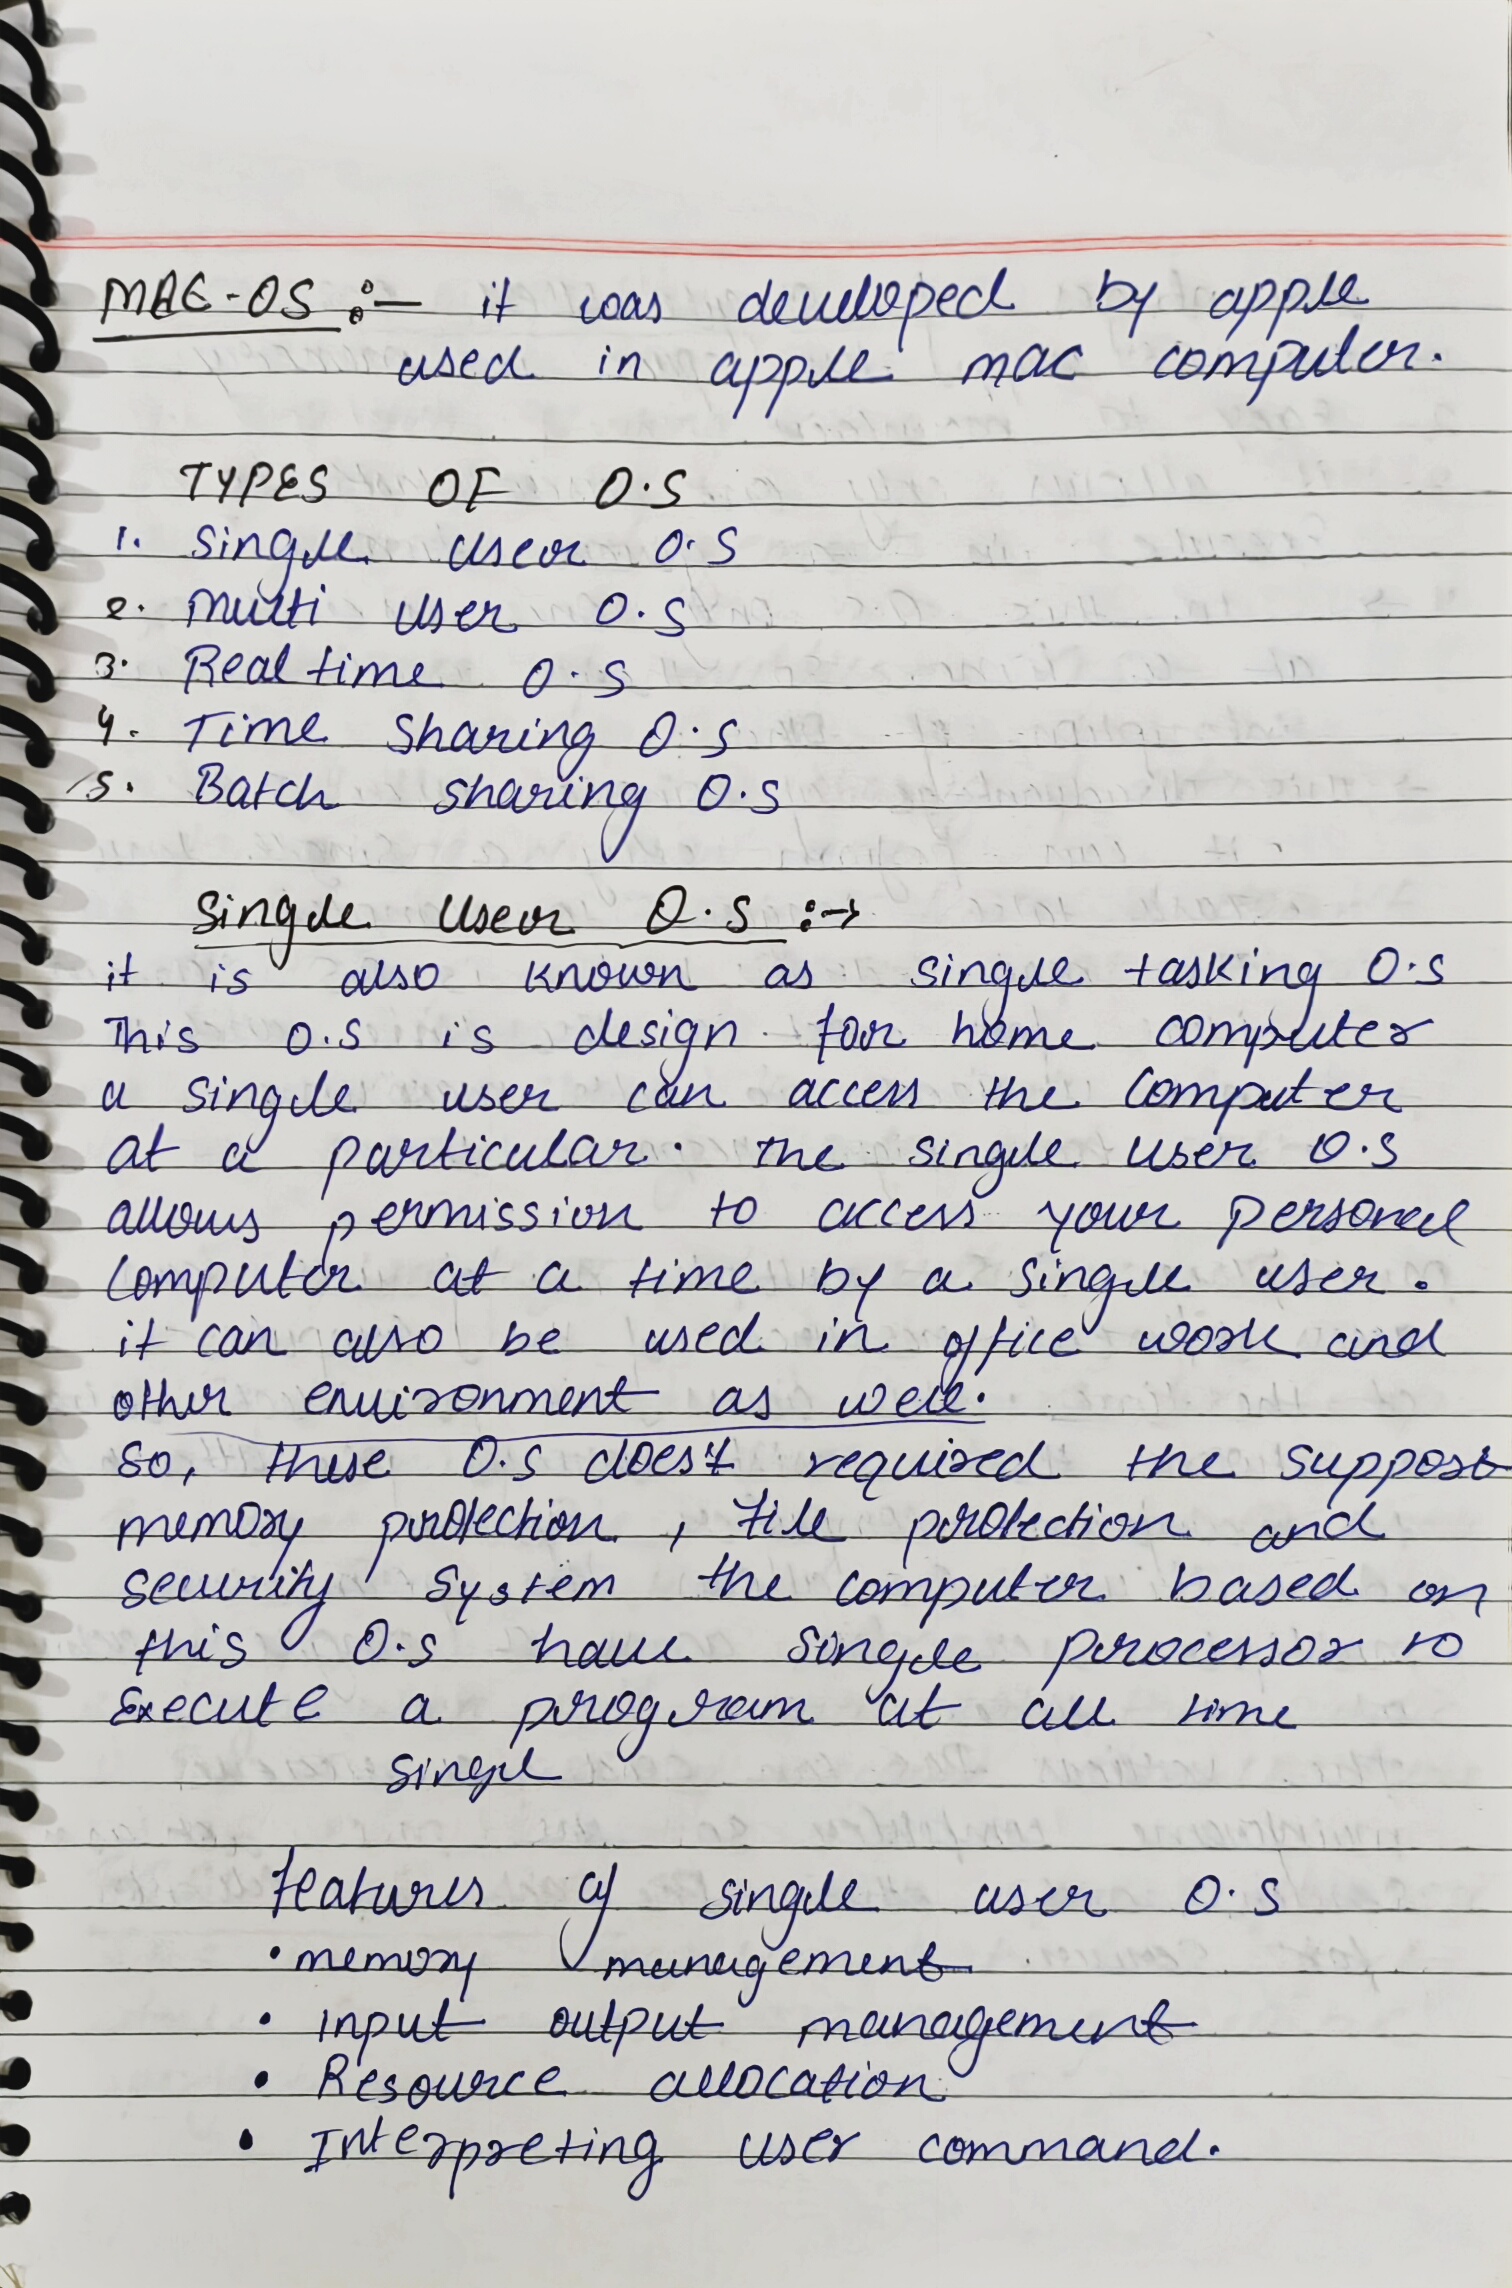 MAC-OS :- it was developed by apple
used in apple mac computer.
TYPES OF O.S
1. Single User O.S
2. Multi User O.S
3. Real time O.S
4. Time Sharing O.S
5. Batch sharing O.S
Single User O.S :→
it is also known as single tasking O.S
This O.S is design for home computer
a single user can access the computer
at a particular. The single user O.S
allows permission to access your personal
computer at a time by a single user.
it can also be used in office work and
other environment as well.
So, these O.S does't required the support
memory protection, file protection and
security system the computer based on
this O.S have single processor to
Execute a program at all time
single
Features of single user O.S
• memory management
• input output management
• Resource allocation
• Interpreting user command.